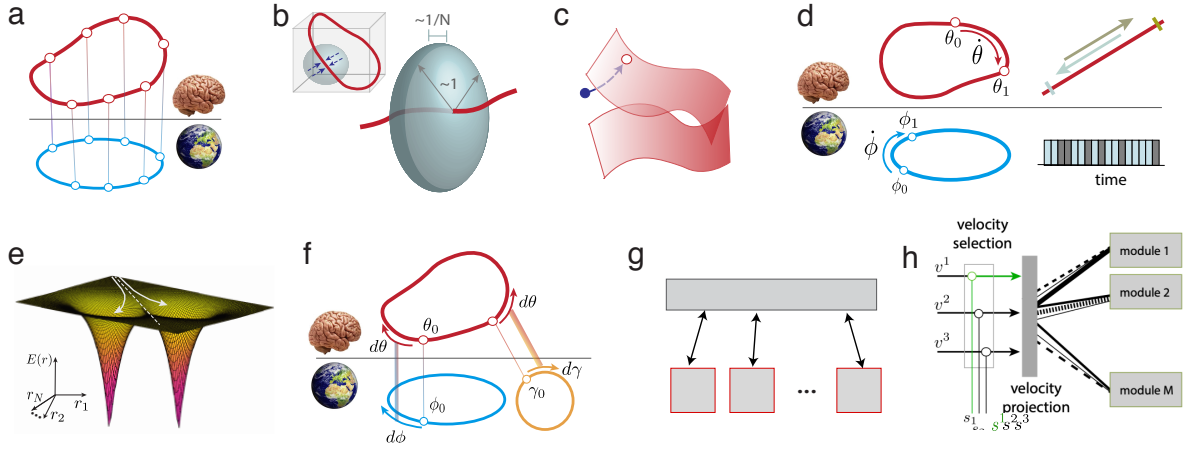 a
b
~1/N
~1
c
d
θ0
θ̇
θ1
ϕ1
ϕ̇
ϕ0
time
e
E(r)
rN
r2
r1
f
dθ
θ0
dθ
ϕ0
dϕ
dγ
γ0
g
...
h
velocity
selection
v¹
v²
v³
velocity
projection
s1
s¹s²s³
module 1
module 2
module M